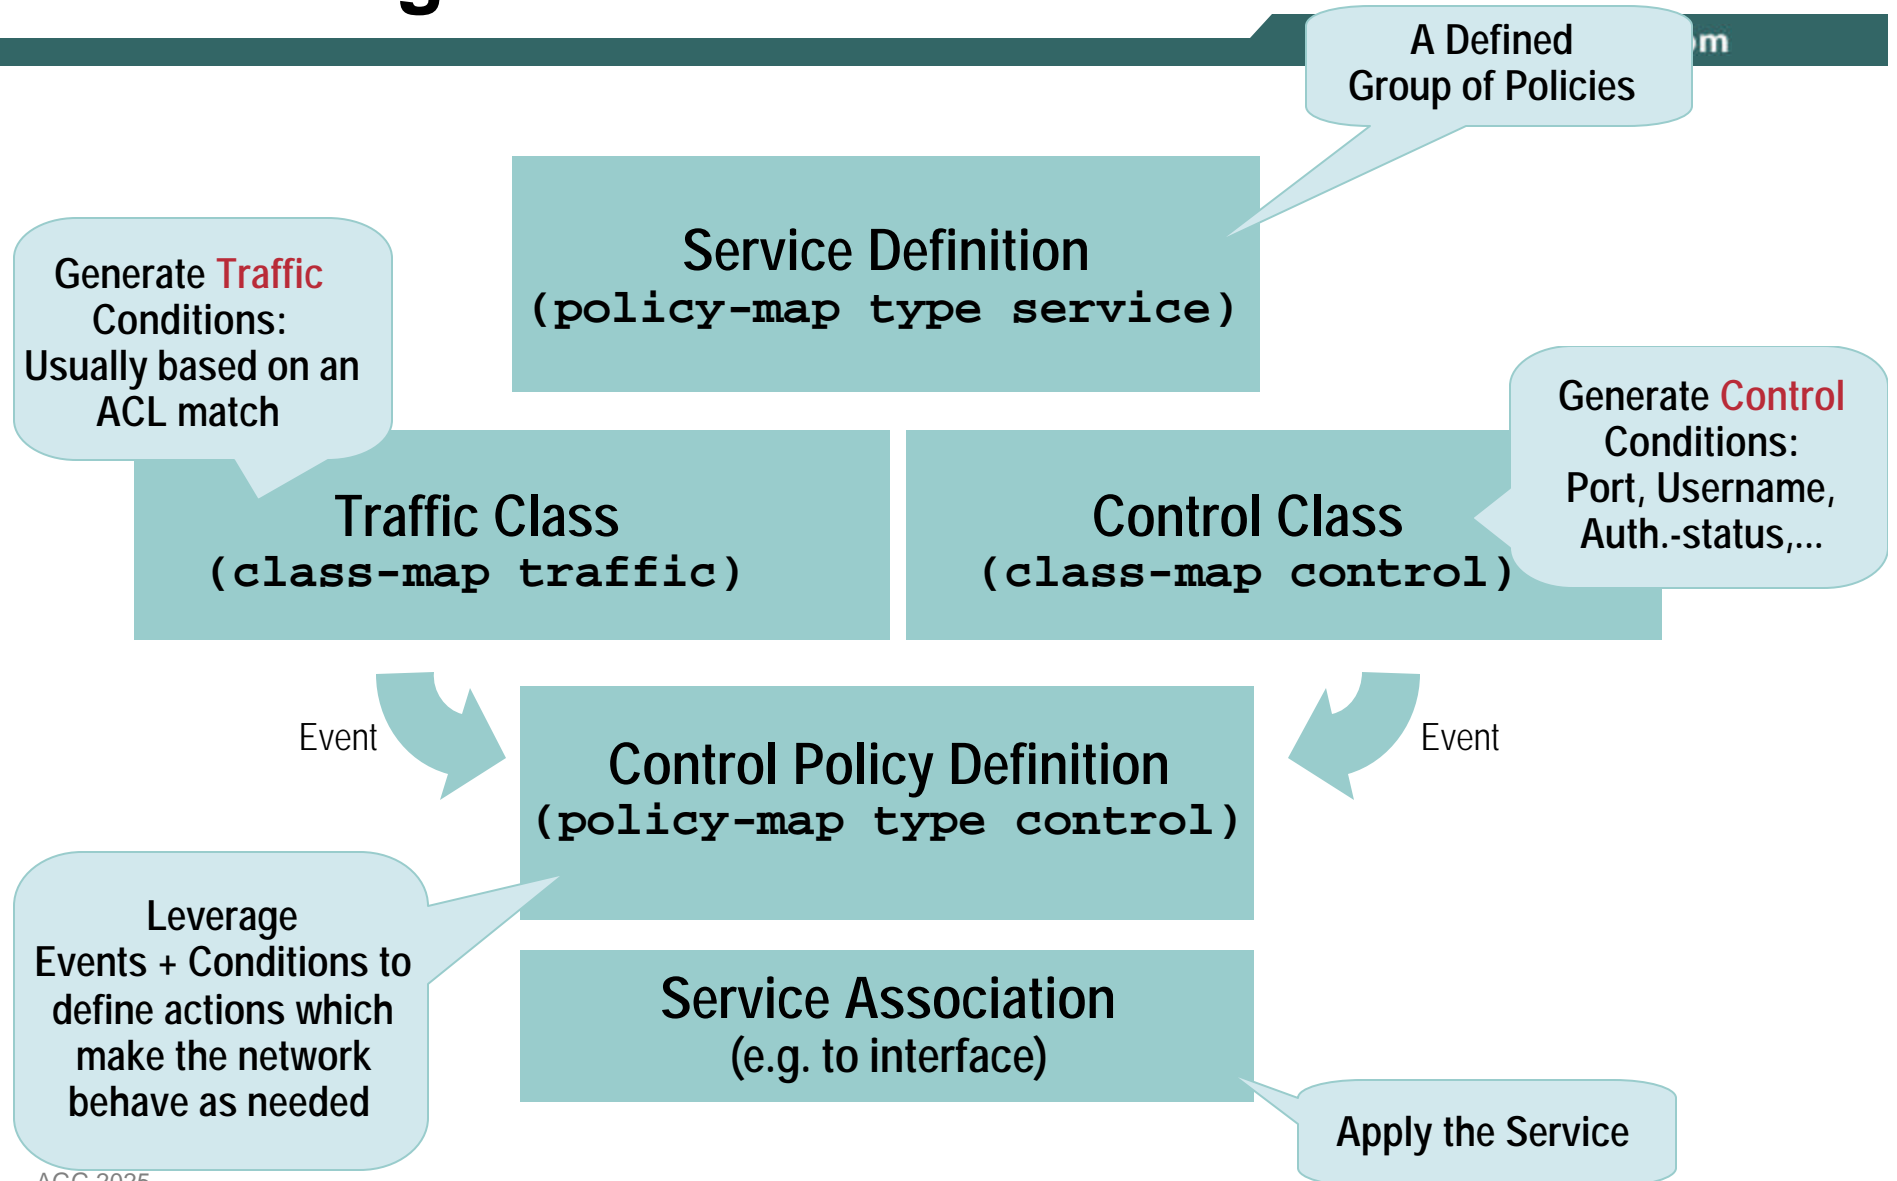 A Defined
Group of Policies
Service Definition
(policy-map type service)
Generate Traffic
Conditions:
Usually based on an
ACL match
Generate Control
Conditions:
Port, Username,
Auth.-status,...
Traffic Class
(class-map traffic)
Control Class
(class-map control)
Event
Event
Control Policy Definition
(policy-map type control)
Leverage
Events + Conditions to
define actions which
make the network
behave as needed
Service Association
(e.g. to interface)
Apply the Service